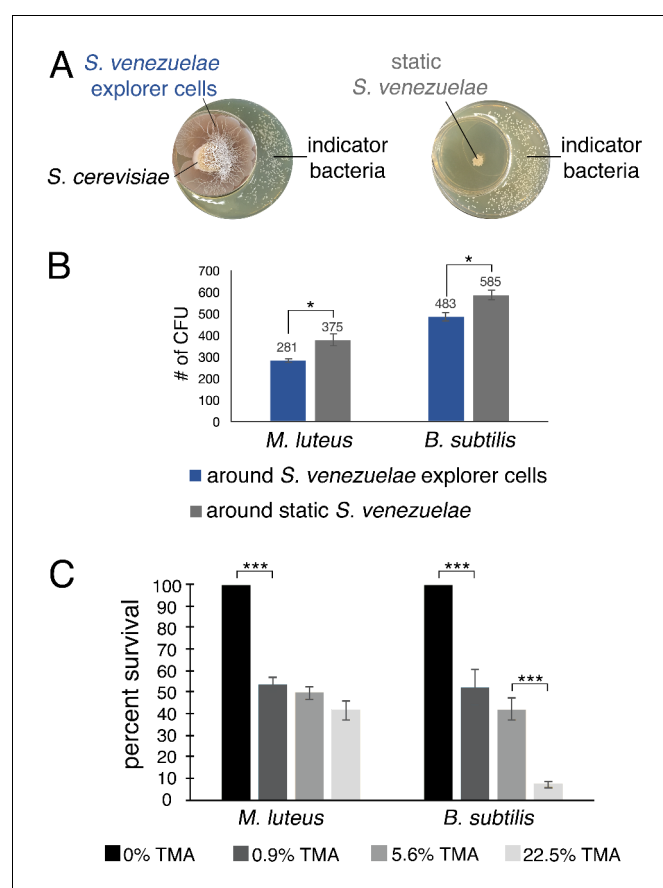 A
S. venezuelae
explorer cells
static
S. venezuelae
S. cerevisiae
indicator
bacteria
indicator
bacteria
B
# of CFU
700
600
500
400
300
200
100
0
281
*
375
483
*
585
M. luteus
B. subtilis
around S. venezuelae explorer cells
around static S. venezuelae
C
percent survival
100
90
80
70
60
50
40
30
20
10
0
***
***
***
M. luteus
B. subtilis
0% TMA 0.9% TMA 5.6% TMA 22.5% TMA